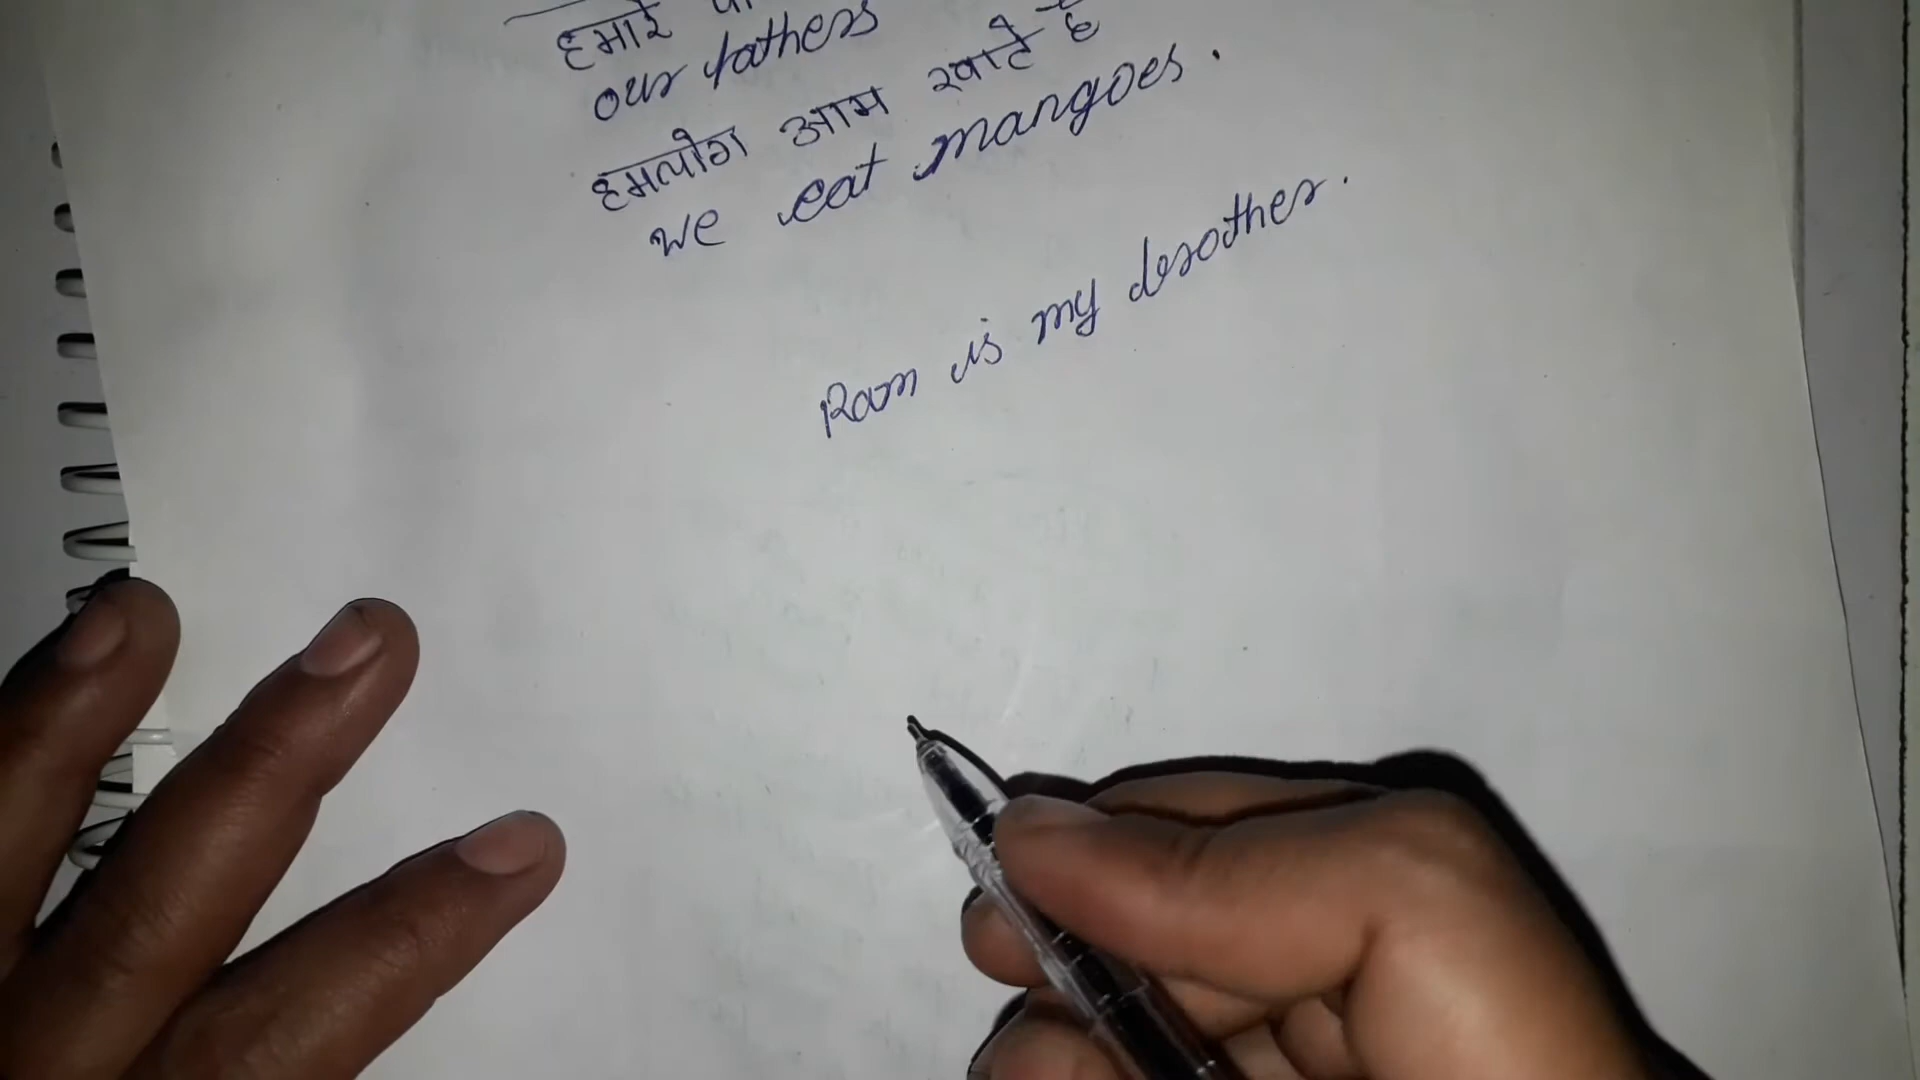 हमारे
our fathers
हमलोग आम खाते है
we eat mangoes.
Ram is my brother.